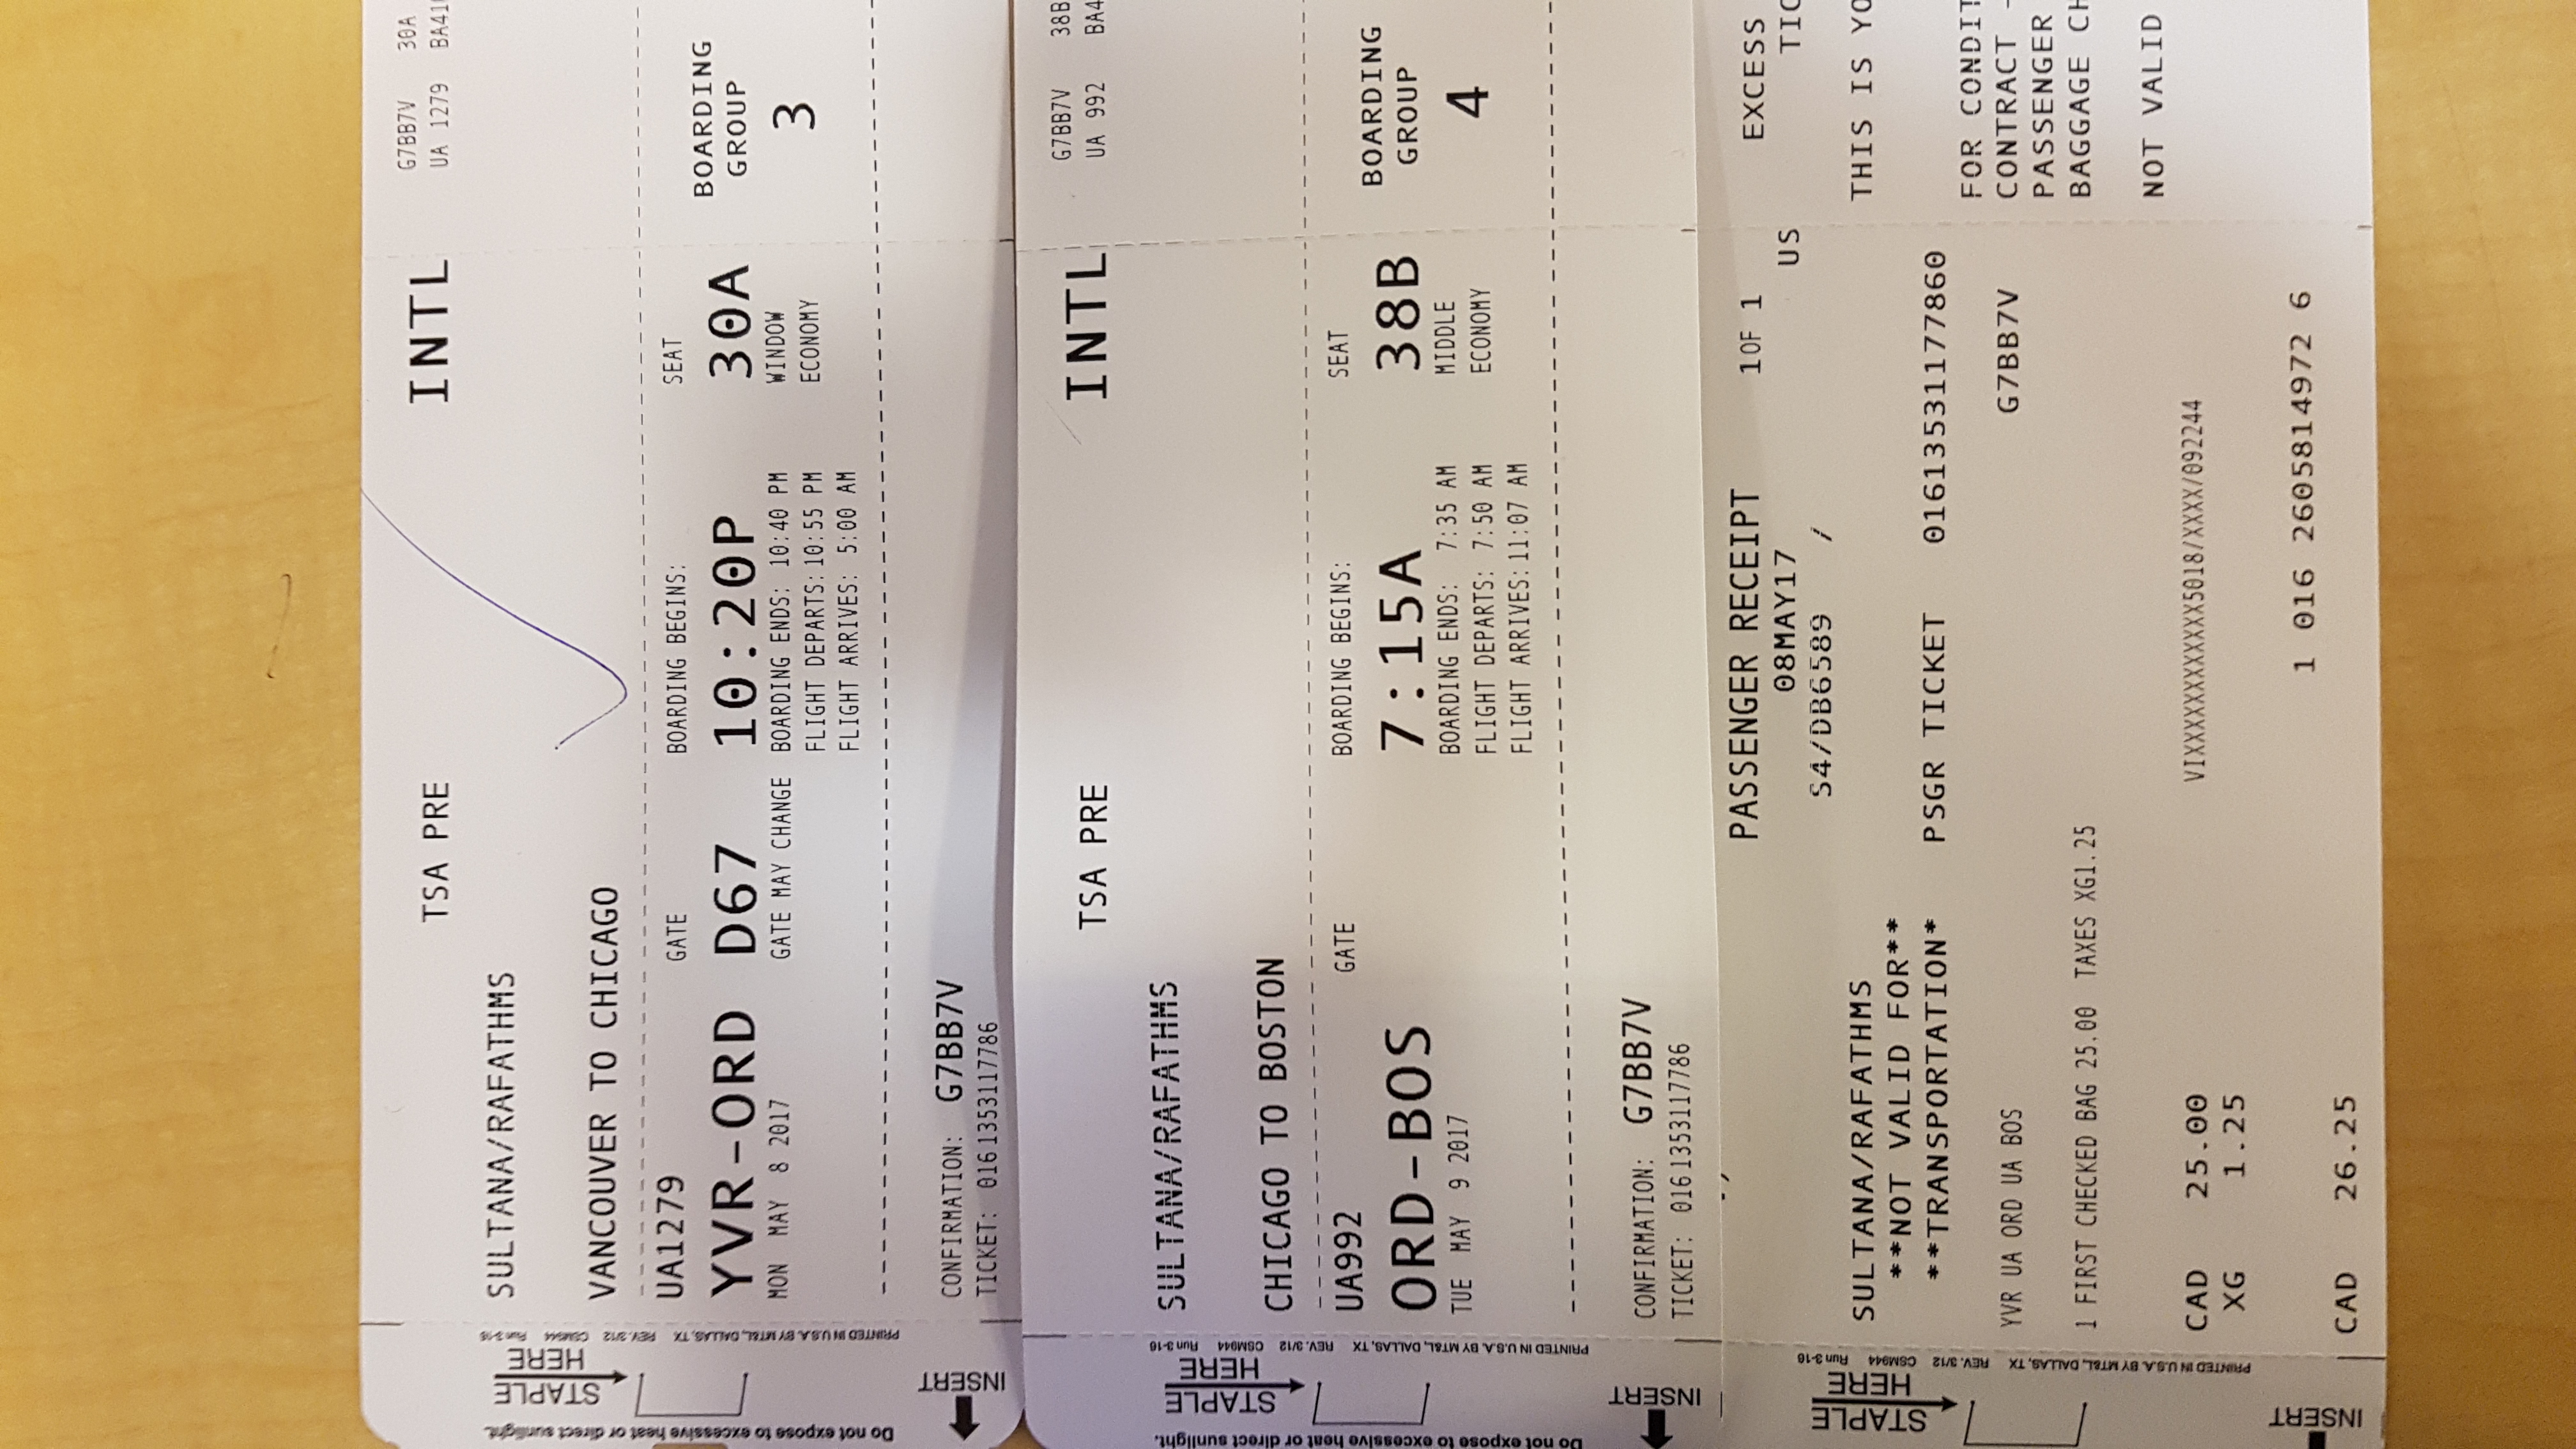 TSA PRE INTL G7BB7V 30A
UA 1279 BA41
SULTANA/RAFATHMS
VANCOUVER TO CHICAGO
UA1279 GATE BOARDING BEGINS: SEAT
YVR-ORD D67 10:20P 30A BOARDING GROUP 3
MON MAY 8 2017 GATE MAY CHANGE BOARDING ENDS: 10:40 PM WINDOW
FLIGHT DEPARTS: 10:55 PM ECONOMY
FLIGHT ARRIVES: 5:00 AM
CONFIRMATION: G7BB7V
TICKET: 016 1353117786
Do not expose to excessive heat or direct sunlight.
STAPLE HERE
PRINTED IN U.S.A. BY MT&L, DALLAS, TX REV. 3/12 CSM944 Run 3-16
INSERT
TSA PRE INTL G7BB7V 38B
UA 992 BA4
SULTANA/RAFATHMS
CHICAGO TO BOSTON
UA992 GATE BOARDING BEGINS: SEAT
ORD-BOS 7:15A 38B BOARDING GROUP 4
TUE MAY 9 2017 BOARDING ENDS: 7:35 AM MIDDLE
FLIGHT DEPARTS: 7:50 AM ECONOMY
FLIGHT ARRIVES: 11:07 AM
CONFIRMATION: G7BB7V
TICKET: 016 1353117786
Do not expose to excessive heat or direct sunlight.
STAPLE HERE
PRINTED IN U.S.A. BY MT&L, DALLAS, TX REV. 3/12 CSM944 Run 3-16
INSERT
PASSENGER RECEIPT 1 OF 1 EXCESS
08MAY17 US TIC
S4/DB6589 /
SULTANA/RAFATHMS THIS IS YO
**NOT VALID FOR**
**TRANSPORTATION* PSGR TICKET 01613531177860
FOR CONDIT
YVR UA ORD UA BOS G7BB7V CONTRACT -
PASSENGER
1 FIRST CHECKED BAG 25.00 TAXES XG1.25 BAGGAGE CH
NOT VALID
CAD 25.00 VIXXXXXXXXXXXX5018/XXXX/092244
XG 1.25
1 016 2605814972 6
CAD 26.25
STAPLE HERE
PRINTED IN U.S.A. BY MT&L, DALLAS, TX REV. 3/12 CSM944 Run 3-16
INSERT